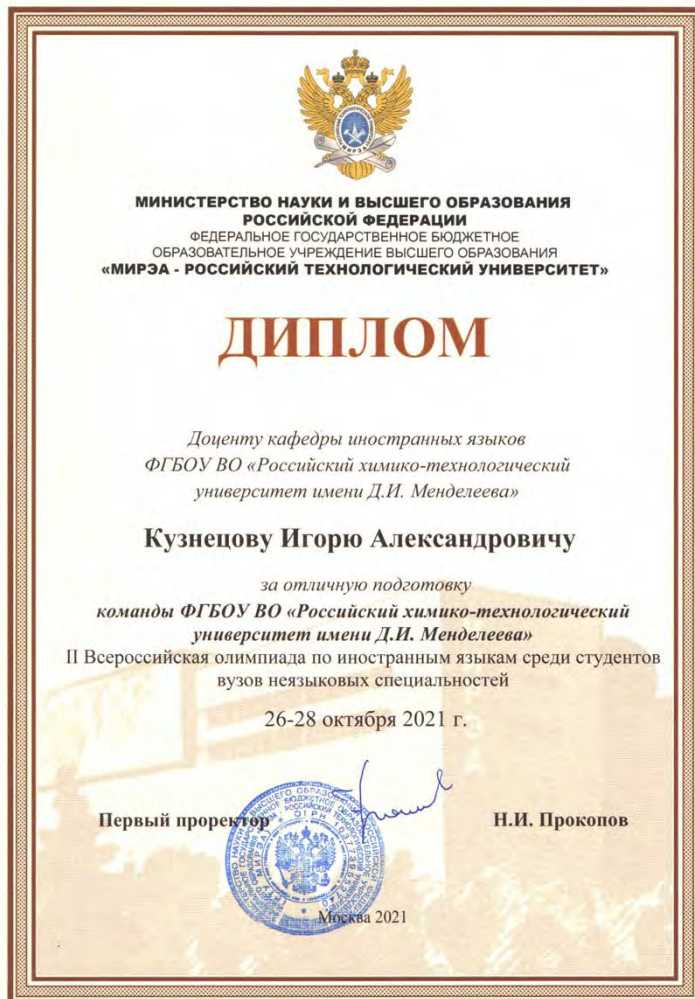 МИНИСТЕРСТВО НАУКИ И ВЫСШЕГО ОБРАЗОВАНИЯ
РОССИЙСКОЙ ФЕДЕРАЦИИ
ФЕДЕРАЛЬНОЕ ГОСУДАРСТВЕННОЕ БЮДЖЕТНОЕ
ОБРАЗОВАТЕЛЬНОЕ УЧРЕЖДЕНИЕ ВЫСШЕГО ОБРАЗОВАНИЯ
«МИРЭА - РОССИЙСКИЙ ТЕХНОЛОГИЧЕСКИЙ УНИВЕРСИТЕТ»
ДИПЛОМ
Доценту кафедры иностранных языков
ФГБОУ ВО «Российский химико-технологический
университет имени Д.И. Менделеева»
Кузнецову Игорю Александровичу
за отличную подготовку
команды ФГБОУ ВО «Российский химико-технологический
университет имени Д.И. Менделеева»
II Всероссийская олимпиада по иностранным языкам среди студентов
вузов неязыковых специальностей
26-28 октября 2021 г.
Первый проректор
Н.И. Прокопов
Москва 2021